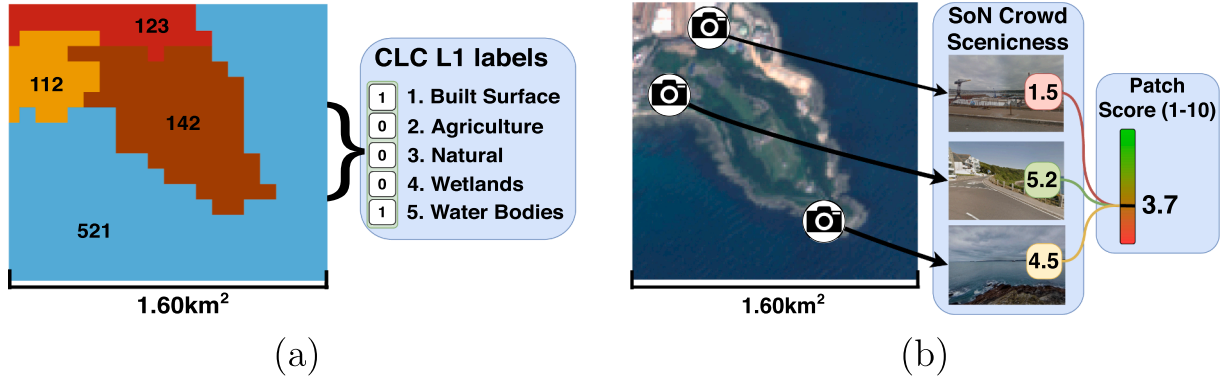 123
112
142
521
1.60km²
CLC L1 labels
1 1. Built Surface
0 2. Agriculture
0 3. Natural
0 4. Wetlands
1 5. Water Bodies
(a)
1.60km²
SoN Crowd
Scenicness
1.5
5.2
4.5
Patch
Score (1-10)
3.7
(b)